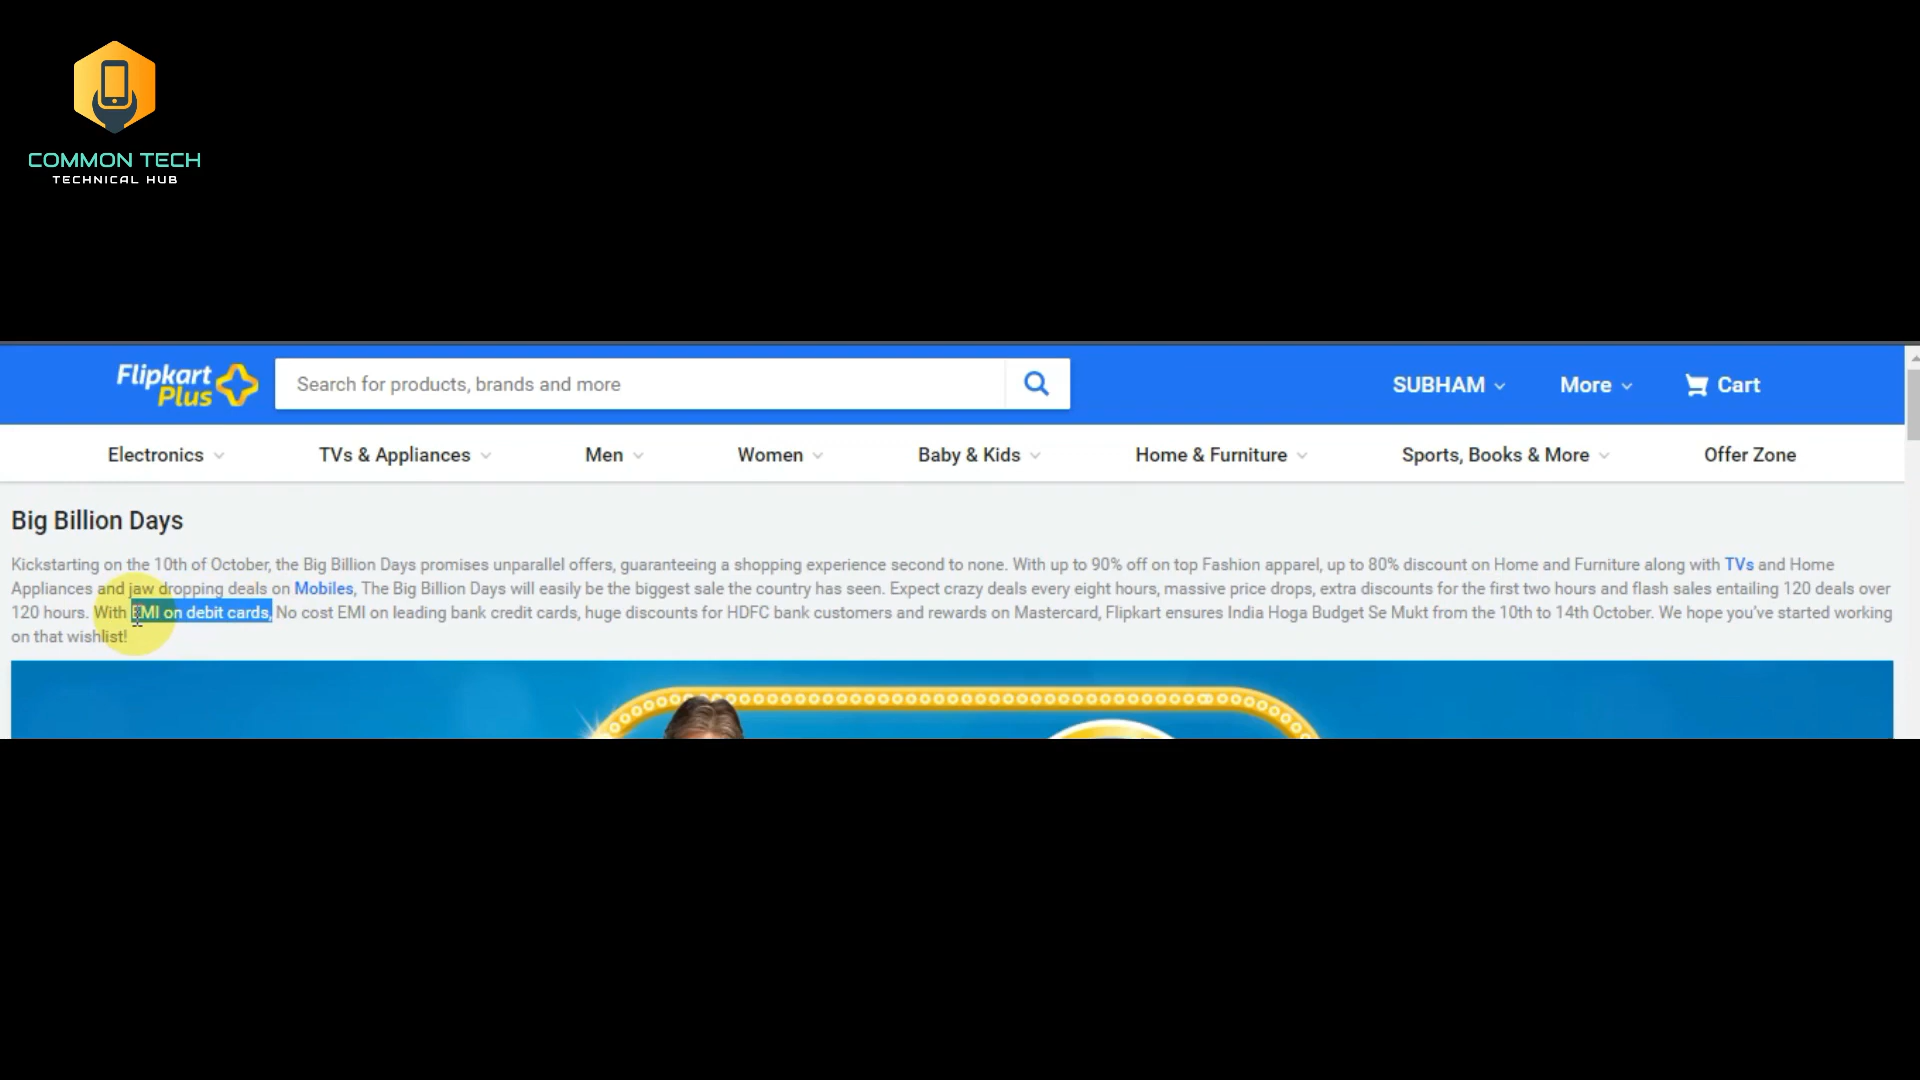 COMMON TECH
TECHNICAL HUB
Flipkart
Plus
Search for products, brands and more
SUBHAM
More
Cart
Electronics
TVs & Appliances
Men
Women
Baby & Kids
Home & Furniture
Sports, Books & More
Offer Zone
Big Billion Days
Kickstarting on the 10th of October, the Big Billion Days promises unparallel offers, guaranteeing a shopping experience second to none. With up to 90% off on top Fashion apparel, up to 80% discount on Home and Furniture along with TVs and Home
Appliances and jaw dropping deals on Mobiles, The Big Billion Days will easily be the biggest sale the country has seen. Expect crazy deals every eight hours, massive price drops, extra discounts for the first two hours and flash sales entailing 120 deals over
120 hours. With EMI on debit cards, No cost EMI on leading bank credit cards, huge discounts for HDFC bank customers and rewards on Mastercard, Flipkart ensures India Hoga Budget Se Mukt from the 10th to 14th October. We hope you've started working
on that wishlist!